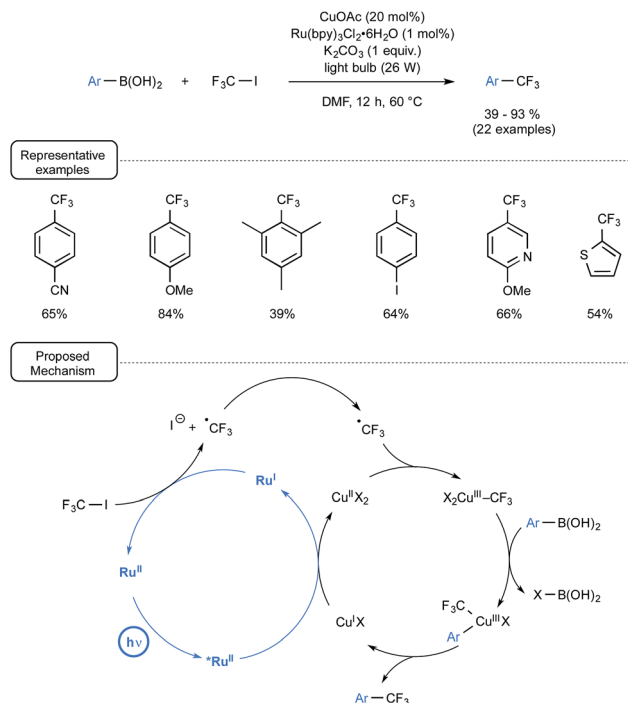 CuOAc (20 mol%)
Ru(bpy)₃Cl₂•6H₂O (1 mol%)
K₂CO₃ (1 equiv.)
light bulb (26 W)
Ar—B(OH)₂ + F₃C—I
Ar—CF₃
DMF, 12 h, 60 °C
39 - 93 %
(22 examples)
Representative
examples
CF₃ CF₃ CF₃ CF₃ CF₃ CF₃
N S
CN OMe I OMe
65% 84% 39% 64% 66% 54%
Proposed
Mechanism
I⊖ + •CF₃
•CF₃
F₃C—I
Ruᴵ
CuᴵᴵX₂
X₂Cuᴵᴵᴵ–CF₃
Ar—B(OH)₂
Ruᴵᴵ
X—B(OH)₂
F₃C
CuᴵᴵᴵX
Ar
CuᴵX
hν
*Ruᴵᴵ
Ar—CF₃